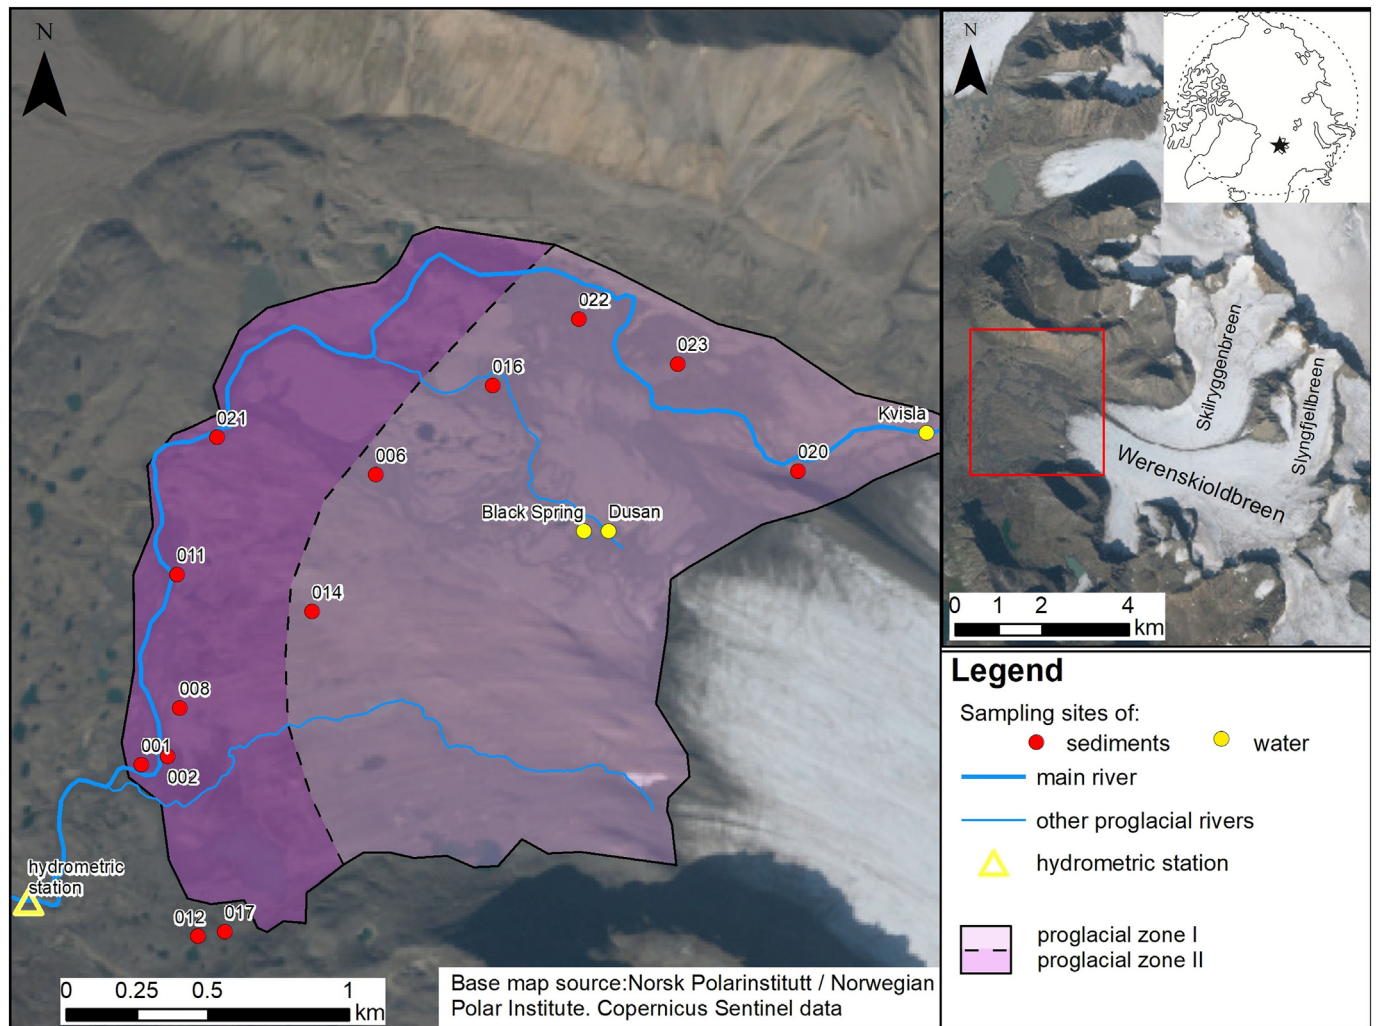 N
022
023
016
Kvisla
021
020
006
Black Spring
Dusan
011
014
008
001
002
hydrometric
station
012
017
0 0.25 0.5 1
km
Base map source:Norsk Polarinstitutt / Norwegian
Polar Institute. Copernicus Sentinel data
N
Skilryggenbreen
Slyngfjellbreen
Werenskioldbreen
0 1 2 4
km
Legend
Sampling sites of:
sediments
water
main river
other proglacial rivers
hydrometric station
proglacial zone I
proglacial zone II